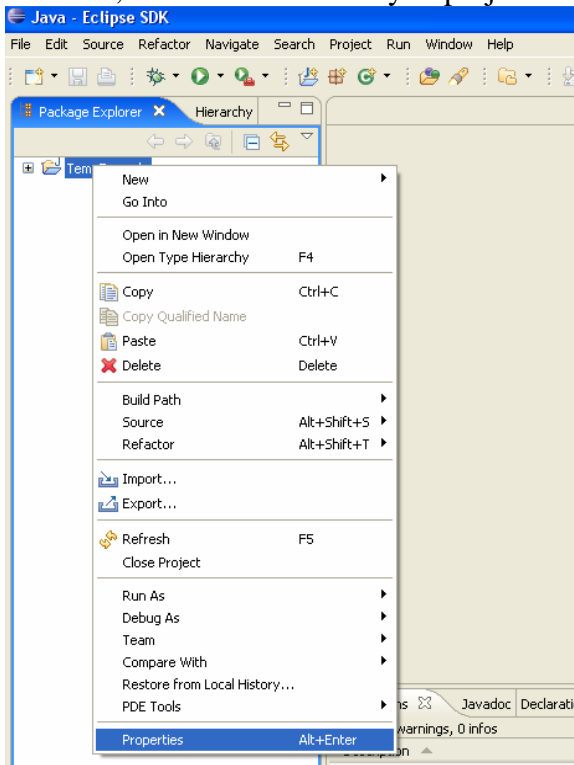 Java - Eclipse SDK
File Edit Source Refactor Navigate Search Project Run Window Help
Package Explorer Hierarchy
New
Go Into
Open in New Window
Open Type Hierarchy F4
Copy Ctrl+C
Copy Qualified Name
Paste Ctrl+V
Delete Delete
Build Path
Source Alt+Shift+S
Refactor Alt+Shift+T
Import...
Export...
Refresh F5
Close Project
Run As
Debug As
Team
Compare With
Restore from Local History...
PDE Tools
Javadoc Declarati
warnings, 0 infos
Properties Alt+Enter